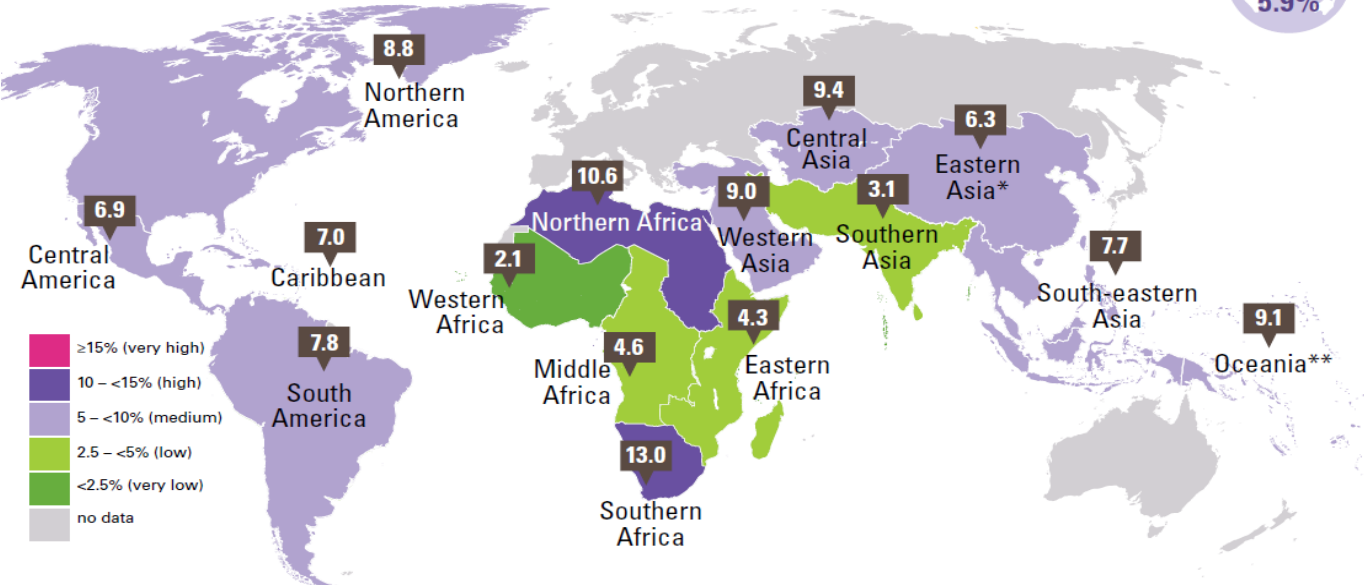 5.9%
8.8
Northern
America
9.4
Central
Asia
6.3
Eastern
Asia*
10.6
Northern Africa
9.0
Western
Asia
3.1
Southern
Asia
6.9
Central
America
7.0
Caribbean
2.1
Western
Africa
7.7
South-eastern
Asia
9.1
Oceania**
4.3
Eastern
Africa
4.6
Middle
Africa
7.8
South
America
13.0
Southern
Africa
≥15% (very high)
10 – <15% (high)
5 – <10% (medium)
2.5 – <5% (low)
<2.5% (very low)
no data